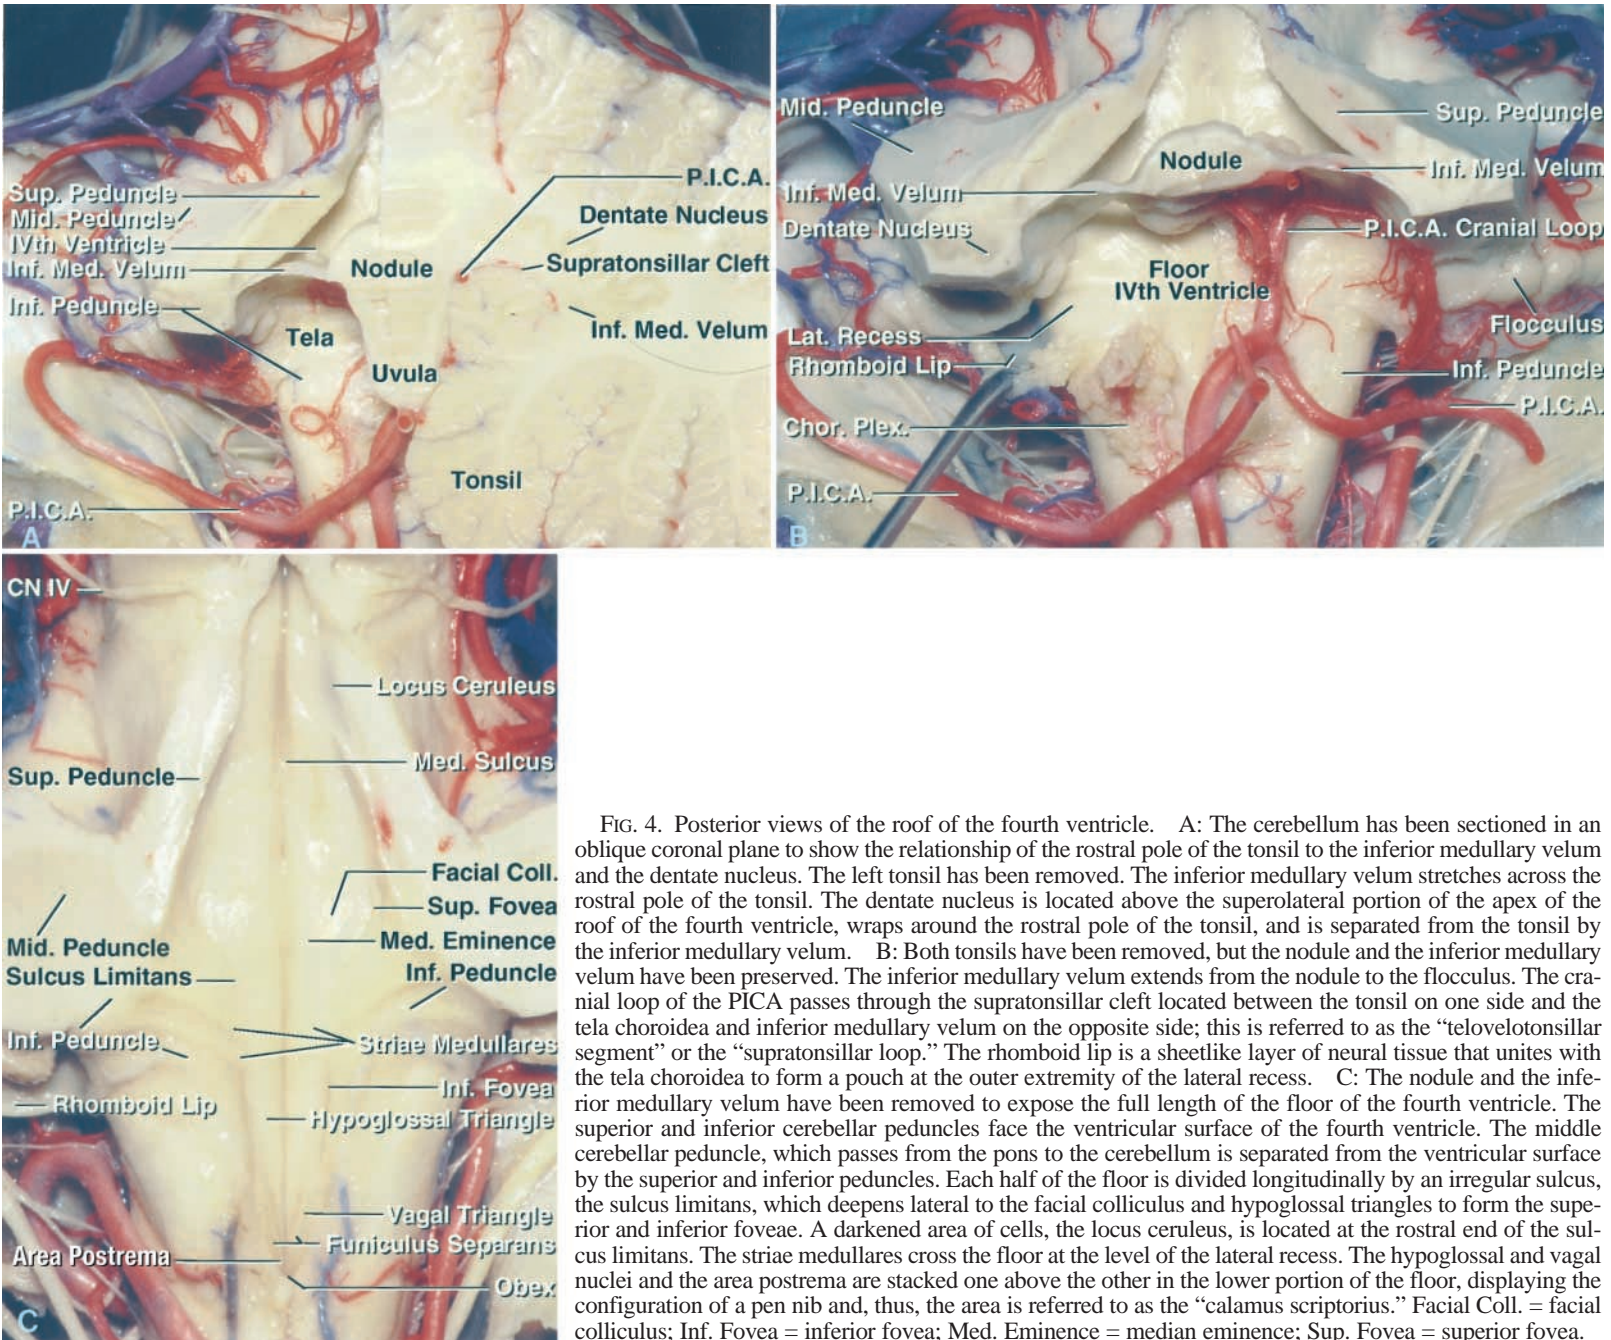 Sup. Peduncle
Mid. Peduncle
IVth Ventricle
Inf. Med. Velum
Inf. Peduncle
P.I.C.A.
A
Nodule
Tela
Uvula
Tonsil
P.I.C.A.
Dentate Nucleus
Supratonsillar Cleft
Inf. Med. Velum
Mid. Peduncle
Inf. Med. Velum
Dentate Nucleus
Lat. Recess
Rhomboid Lip
Chor. Plex.
P.I.C.A.
B
Nodule
Floor
IVth Ventricle
Sup. Peduncle
Inf. Med. Velum
P.I.C.A. Cranial Loop
Flocculus
Inf. Peduncle
P.I.C.A.
CN IV
Sup. Peduncle
Mid. Peduncle
Sulcus Limitans
Inf. Peduncle
Rhomboid Lip
Area Postrema
C
Locus Ceruleus
Med. Sulcus
Facial Coll.
Sup. Fovea
Med. Eminence
Inf. Peduncle
Striae Medullares
Inf. Fovea
Hypoglossal Triangle
Vagal Triangle
Funiculus Separans
Obex
FIG. 4. Posterior views of the roof of the fourth ventricle. A: The cerebellum has been sectioned in an
oblique coronal plane to show the relationship of the rostral pole of the tonsil to the inferior medullary velum
and the dentate nucleus. The left tonsil has been removed. The inferior medullary velum stretches across the
rostral pole of the tonsil. The dentate nucleus is located above the superolateral portion of the apex of the
roof of the fourth ventricle, wraps around the rostral pole of the tonsil, and is separated from the tonsil by
the inferior medullary velum. B: Both tonsils have been removed, but the nodule and the inferior medullary
velum have been preserved. The inferior medullary velum extends from the nodule to the flocculus. The cra-
nial loop of the PICA passes through the supratonsillar cleft located between the tonsil on one side and the
tela choroidea and inferior medullary velum on the opposite side; this is referred to as the “telovelotonsillar
segment” or the “supratonsillar loop.” The rhomboid lip is a sheetlike layer of neural tissue that unites with
the tela choroidea to form a pouch at the outer extremity of the lateral recess. C: The nodule and the infe-
rior medullary velum have been removed to expose the full length of the floor of the fourth ventricle. The
superior and inferior cerebellar peduncles face the ventricular surface of the fourth ventricle. The middle
cerebellar peduncle, which passes from the pons to the cerebellum is separated from the ventricular surface
by the superior and inferior peduncles. Each half of the floor is divided longitudinally by an irregular sulcus,
the sulcus limitans, which deepens lateral to the facial colliculus and hypoglossal triangles to form the supe-
rior and inferior foveae. A darkened area of cells, the locus ceruleus, is located at the rostral end of the sul-
cus limitans. The striae medullares cross the floor at the level of the lateral recess. The hypoglossal and vagal
nuclei and the area postrema are stacked one above the other in the lower portion of the floor, displaying the
configuration of a pen nib and, thus, the area is referred to as the “calamus scriptorius.” Facial Coll. = facial
colliculus; Inf. Fovea = inferior fovea; Med. Eminence = median eminence; Sup. Fovea = superior fovea.